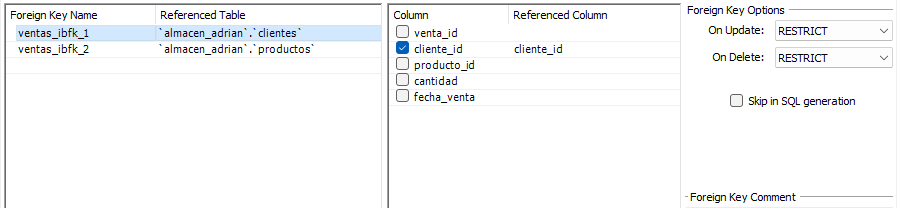 Foreign Key Name Referenced Table
ventas_ibfk_1 `almacen_adrian`.`clientes`
ventas_ibfk_2 `almacen_adrian`.`productos`
Column Referenced Column
venta_id
cliente_id cliente_id
producto_id
cantidad
fecha_venta
Foreign Key Options
On Update: RESTRICT
On Delete: RESTRICT
Skip in SQL generation
Foreign Key Comment